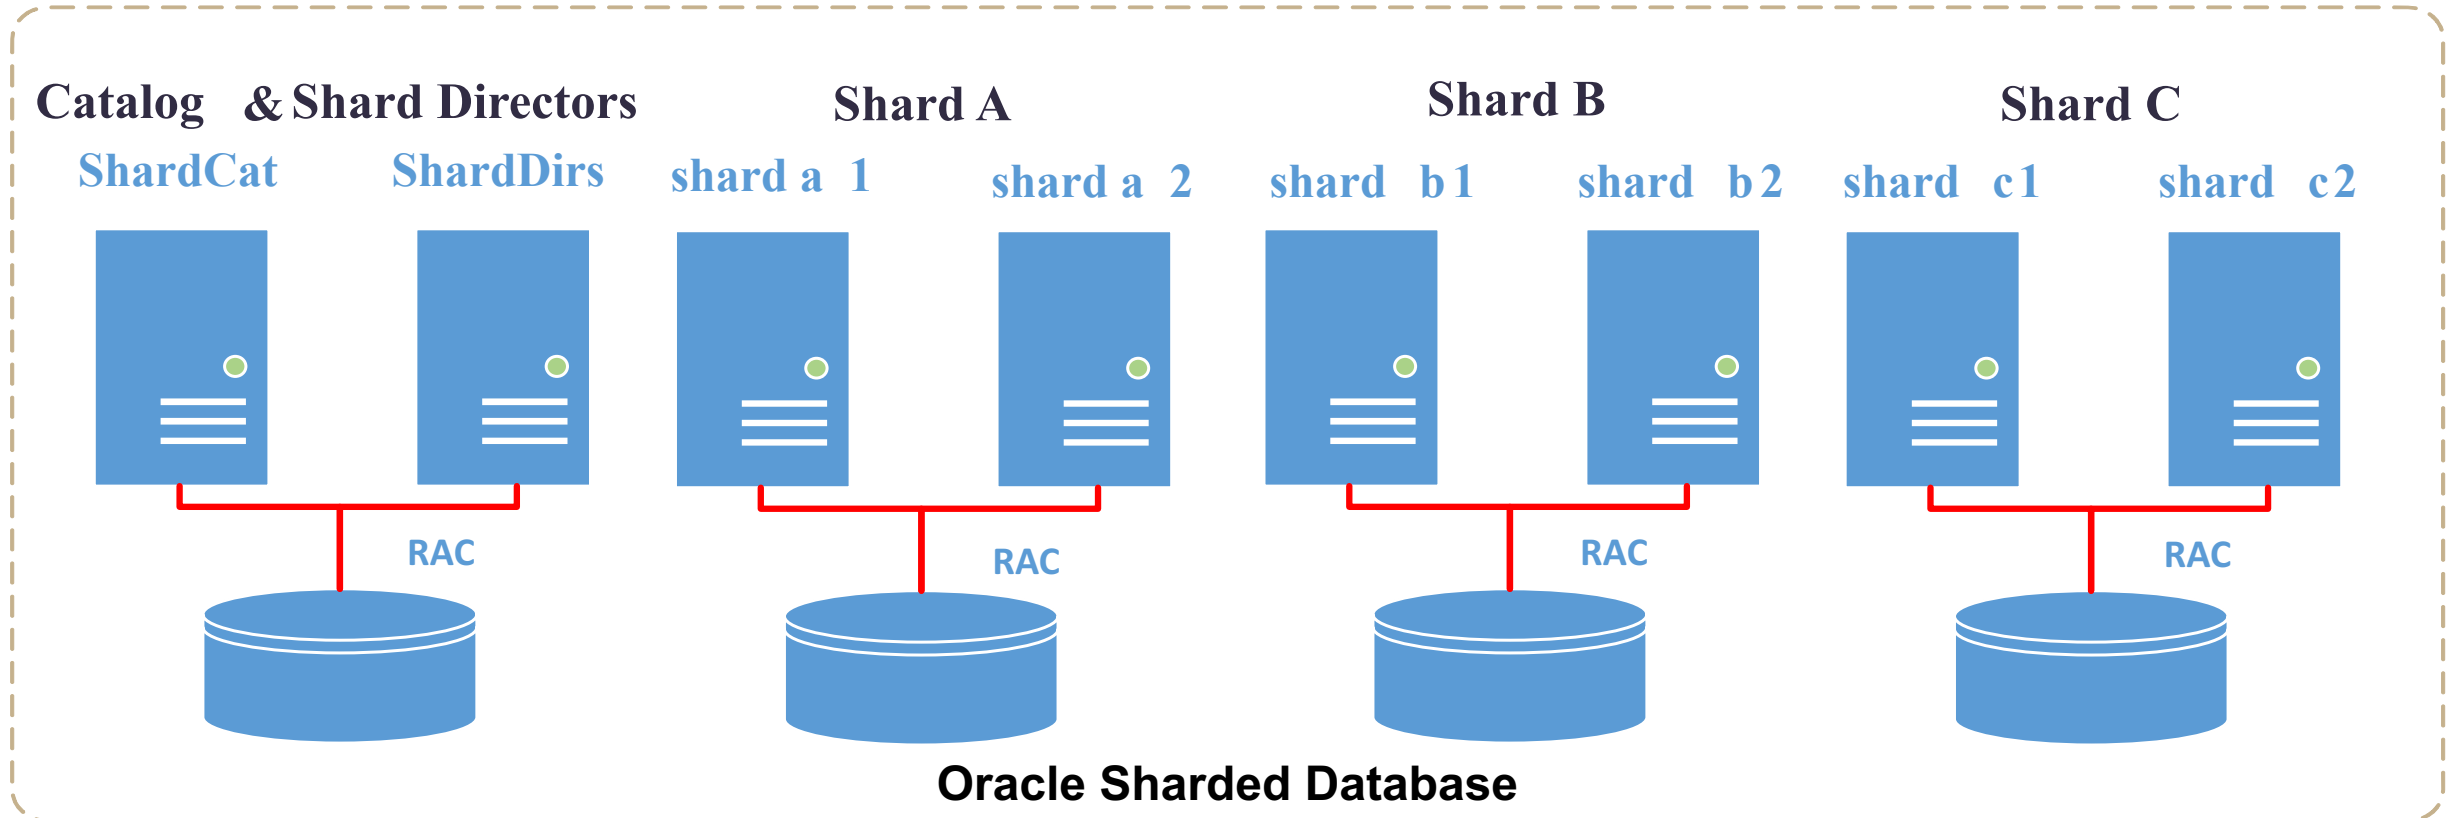 Catalog & Shard Directors Shard A Shard B Shard C
ShardCat ShardDirs shard a 1 shard a 2 shard b1 shard b2 shard c1 shard c2
RAC RAC RAC RAC
Oracle Sharded Database